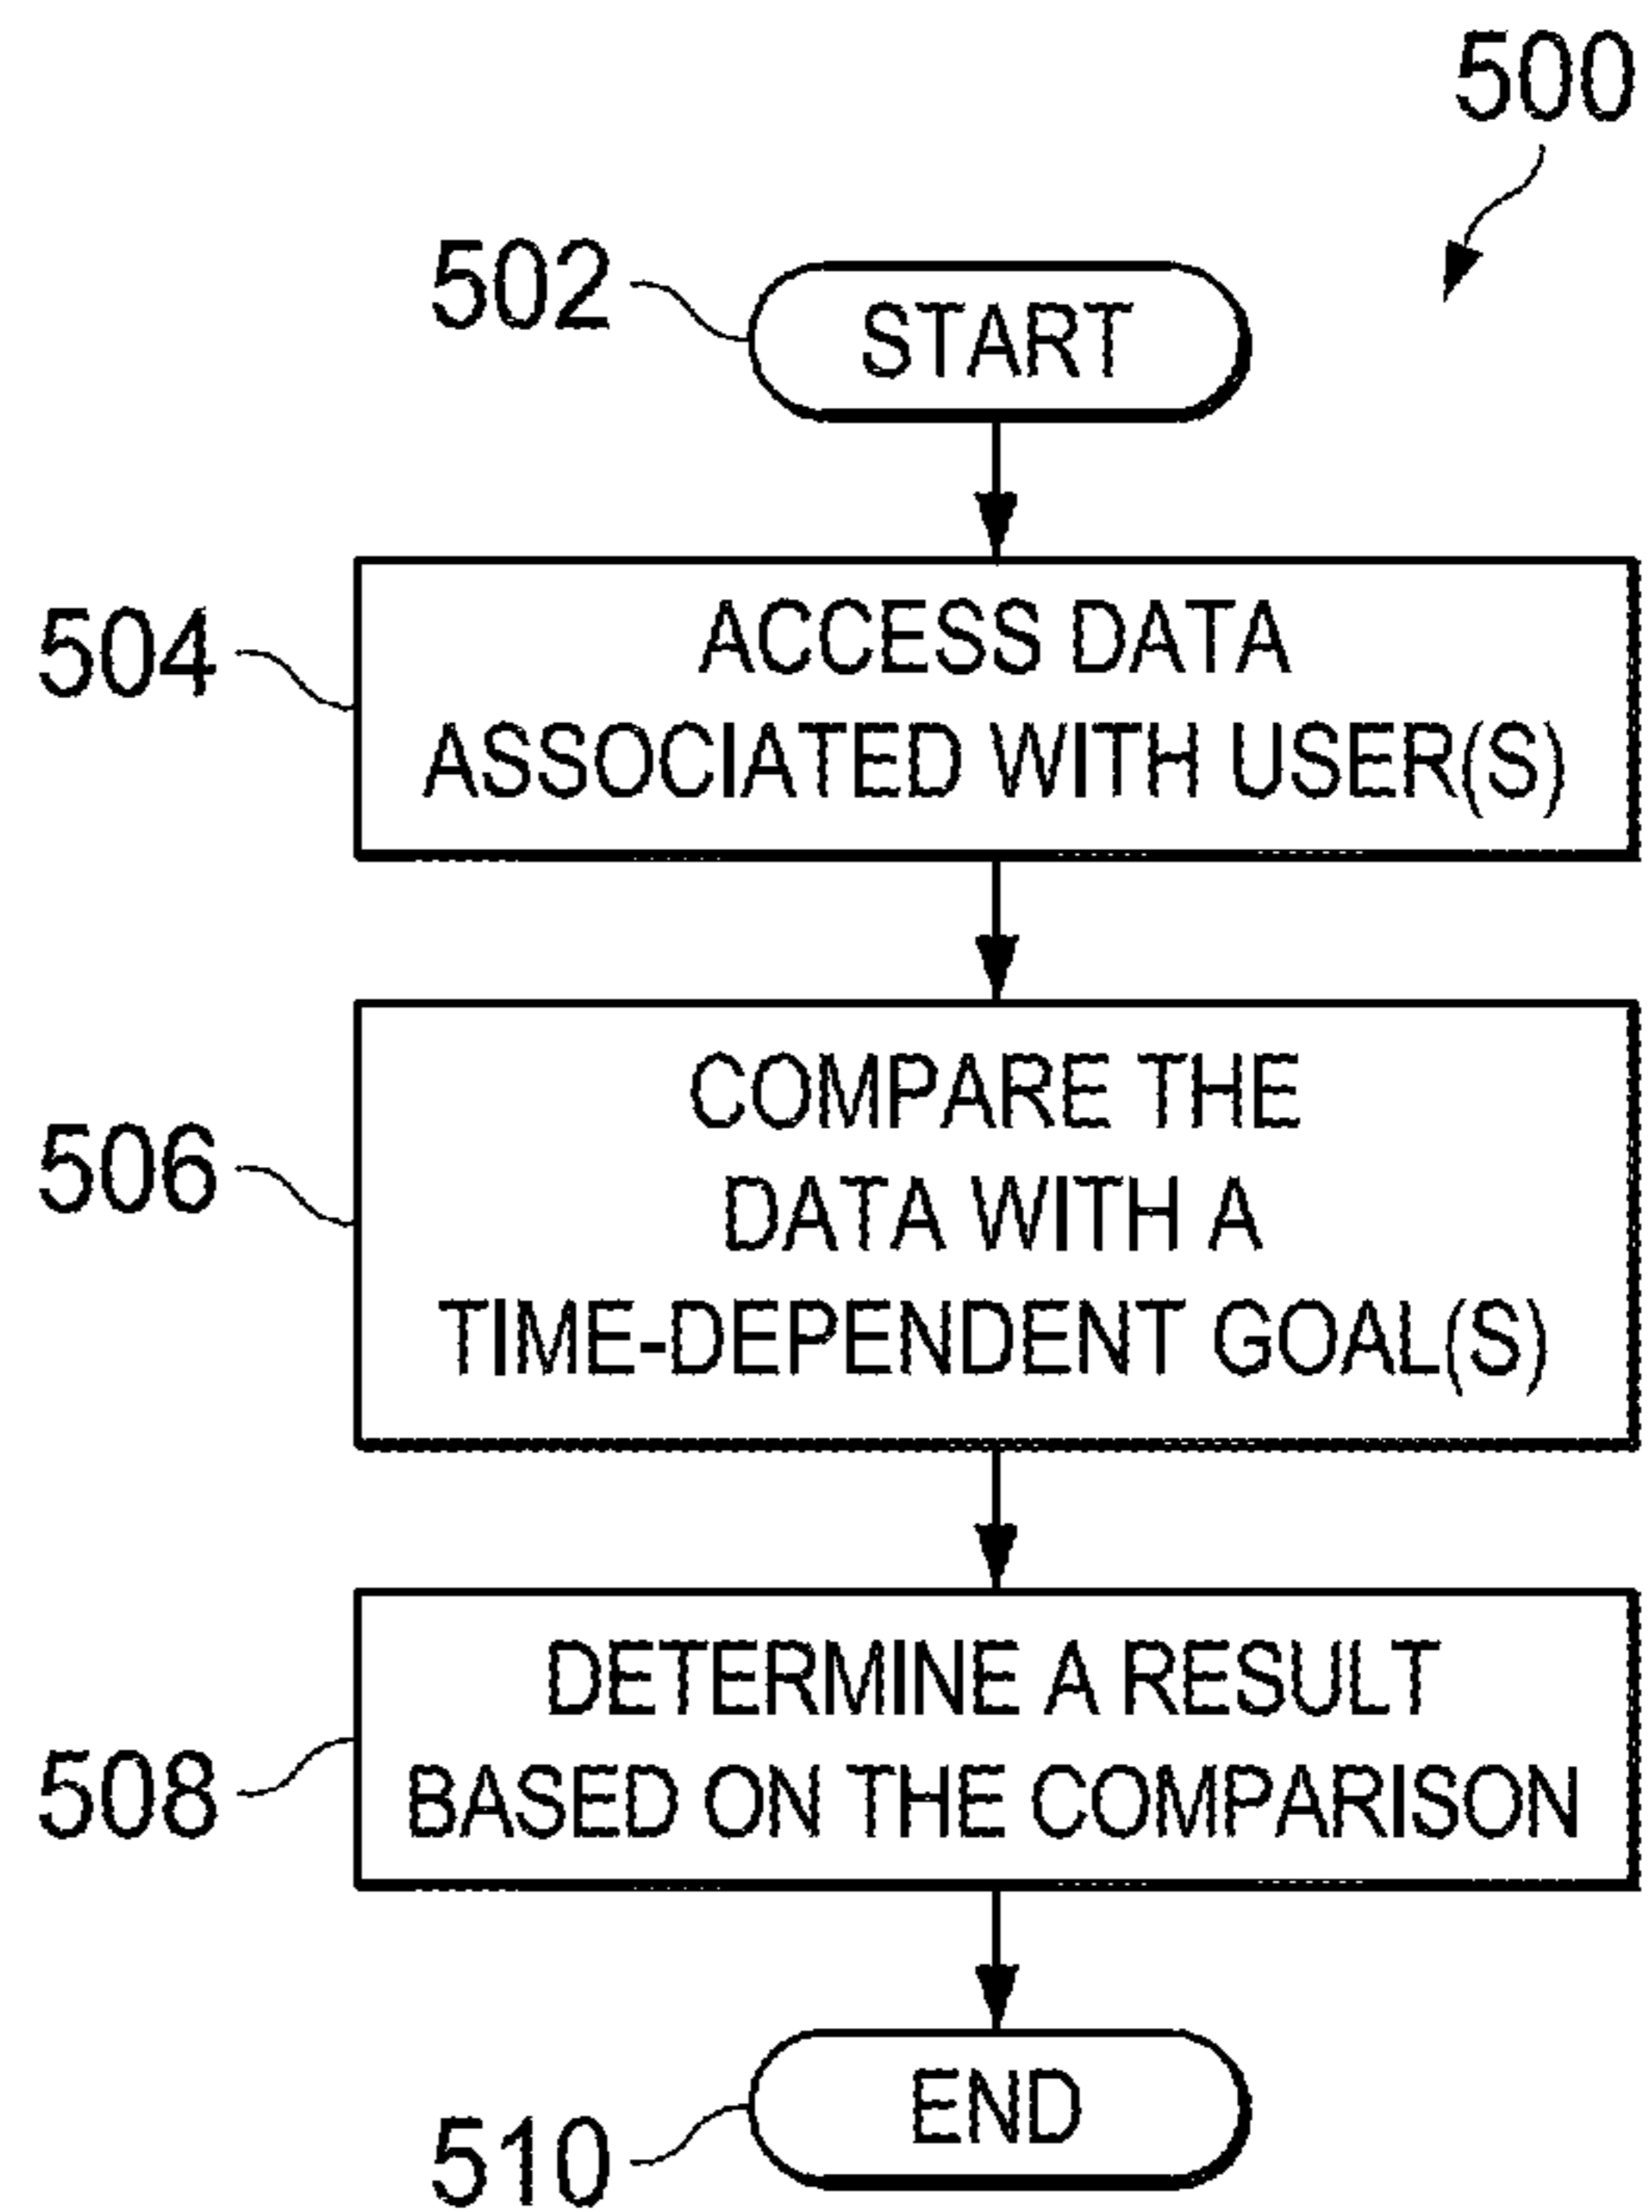 500
502
START
504
ACCESS DATA
ASSOCIATED WITH USER(S)
506
COMPARE THE
DATA WITH A
TIME-DEPENDENT GOAL(S)
508
DETERMINE A RESULT
BASED ON THE COMPARISON
510
END